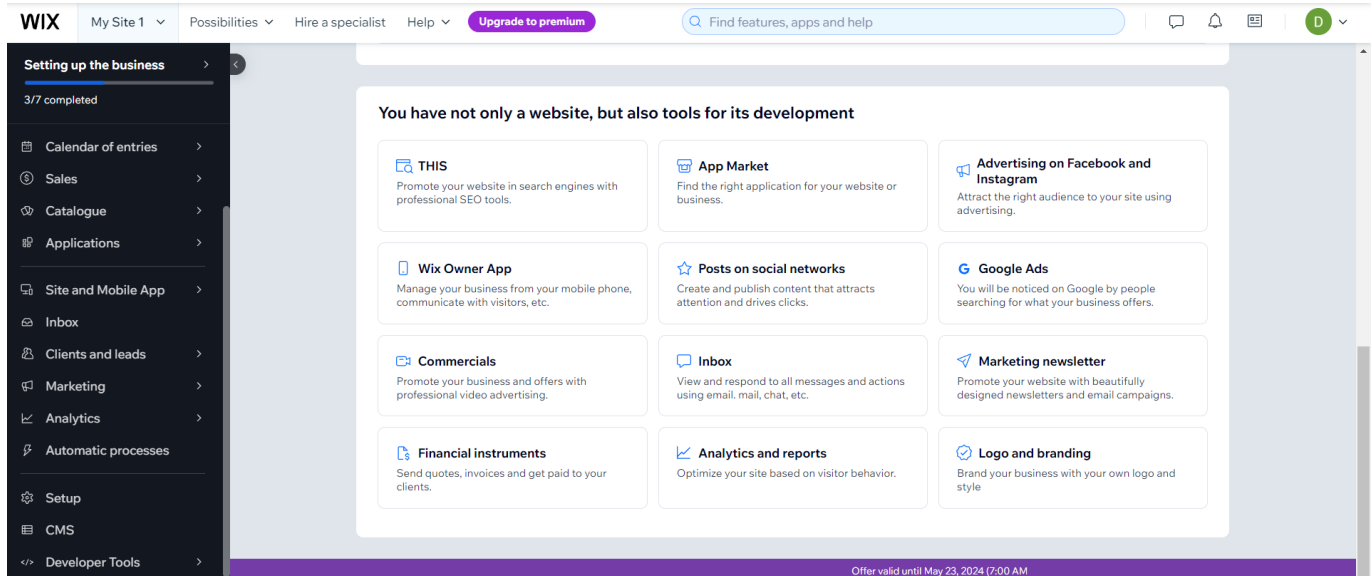 WIX
My Site 1
Possibilities
Hire a specialist
Help
Upgrade to premium
Find features, apps and help
D
Setting up the business
3/7 completed
Calendar of entries
Sales
Catalogue
Applications
Site and Mobile App
Inbox
Clients and leads
Marketing
Analytics
Automatic processes
Setup
CMS
Developer Tools
You have not only a website, but also tools for its development
THIS
Promote your website in search engines with
professional SEO tools.
App Market
Find the right application for your website or
business.
Advertising on Facebook and
Instagram
Attract the right audience to your site using
advertising.
Wix Owner App
Manage your business from your mobile phone,
communicate with visitors, etc.
Posts on social networks
Create and publish content that attracts
attention and drives clicks.
G Google Ads
You will be noticed on Google by people
searching for what your business offers.
Commercials
Promote your business and offers with
professional video advertising.
Inbox
View and respond to all messages and actions
using email. mail, chat, etc.
Marketing newsletter
Promote your website with beautifully
designed newsletters and email campaigns.
Financial instruments
Send quotes, invoices and get paid to your
clients.
Analytics and reports
Optimize your site based on visitor behavior.
Logo and branding
Brand your business with your own logo and
style
Offer valid until May 23, 2024 (7:00 AM